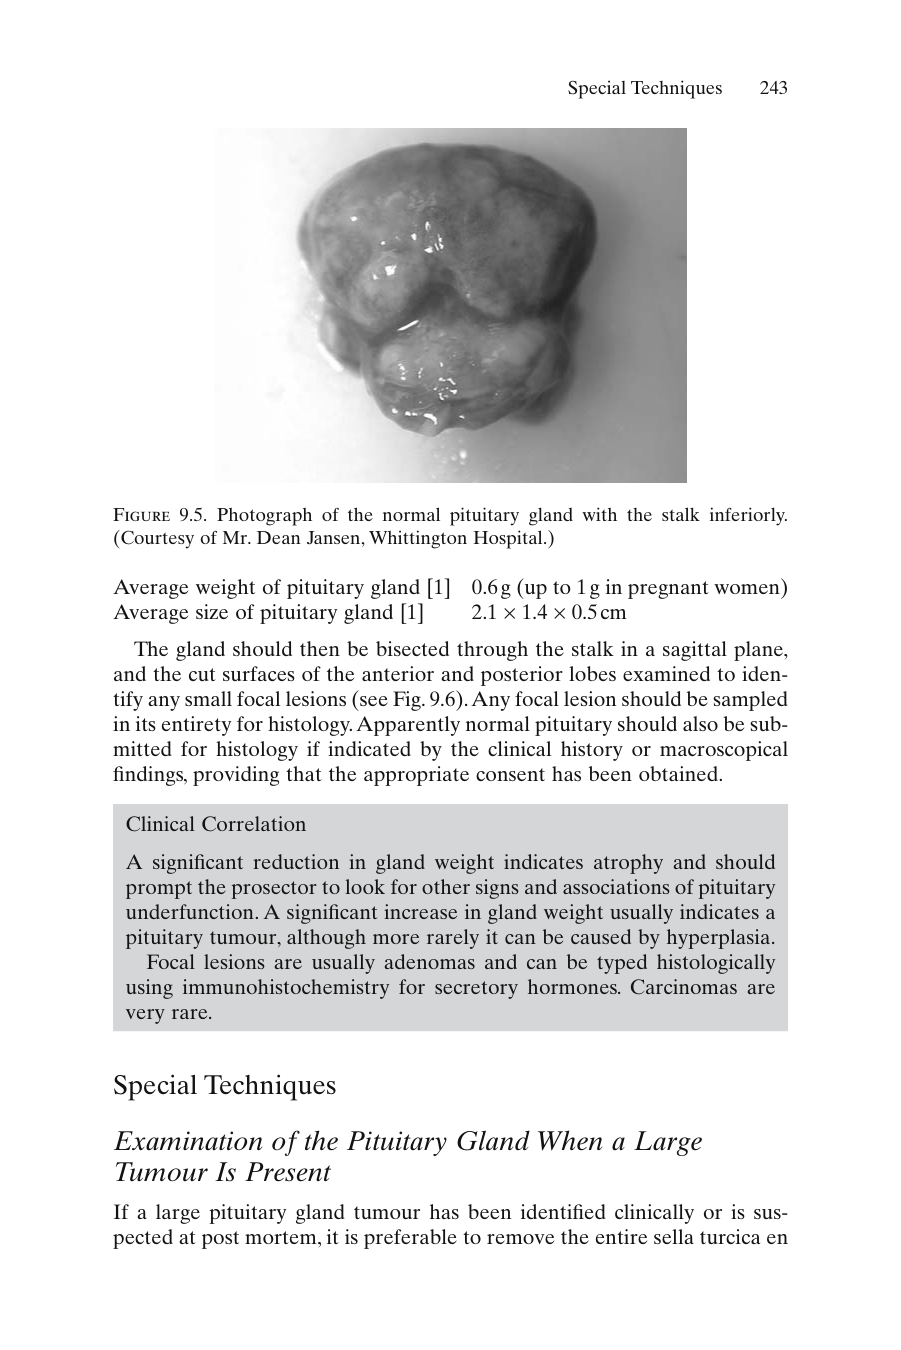 Special Techniques 243
FIGURE 9.5. Photograph of the normal pituitary gland with the stalk inferiorly.
(Courtesy of Mr. Dean Jansen, Whittington Hospital.)
Average weight of pituitary gland [1] 0.6 g (up to 1 g in pregnant women)
Average size of pituitary gland [1] 2.1 × 1.4 × 0.5 cm
The gland should then be bisected through the stalk in a sagittal plane,
and the cut surfaces of the anterior and posterior lobes examined to iden-
tify any small focal lesions (see Fig. 9.6). Any focal lesion should be sampled
in its entirety for histology. Apparently normal pituitary should also be sub-
mitted for histology if indicated by the clinical history or macroscopical
findings, providing that the appropriate consent has been obtained.
Clinical Correlation
A significant reduction in gland weight indicates atrophy and should
prompt the prosector to look for other signs and associations of pituitary
underfunction. A significant increase in gland weight usually indicates a
pituitary tumour, although more rarely it can be caused by hyperplasia.
Focal lesions are usually adenomas and can be typed histologically
using immunohistochemistry for secretory hormones. Carcinomas are
very rare.
Special Techniques
Examination of the Pituitary Gland When a Large
Tumour Is Present
If a large pituitary gland tumour has been identified clinically or is sus-
pected at post mortem, it is preferable to remove the entire sella turcica en